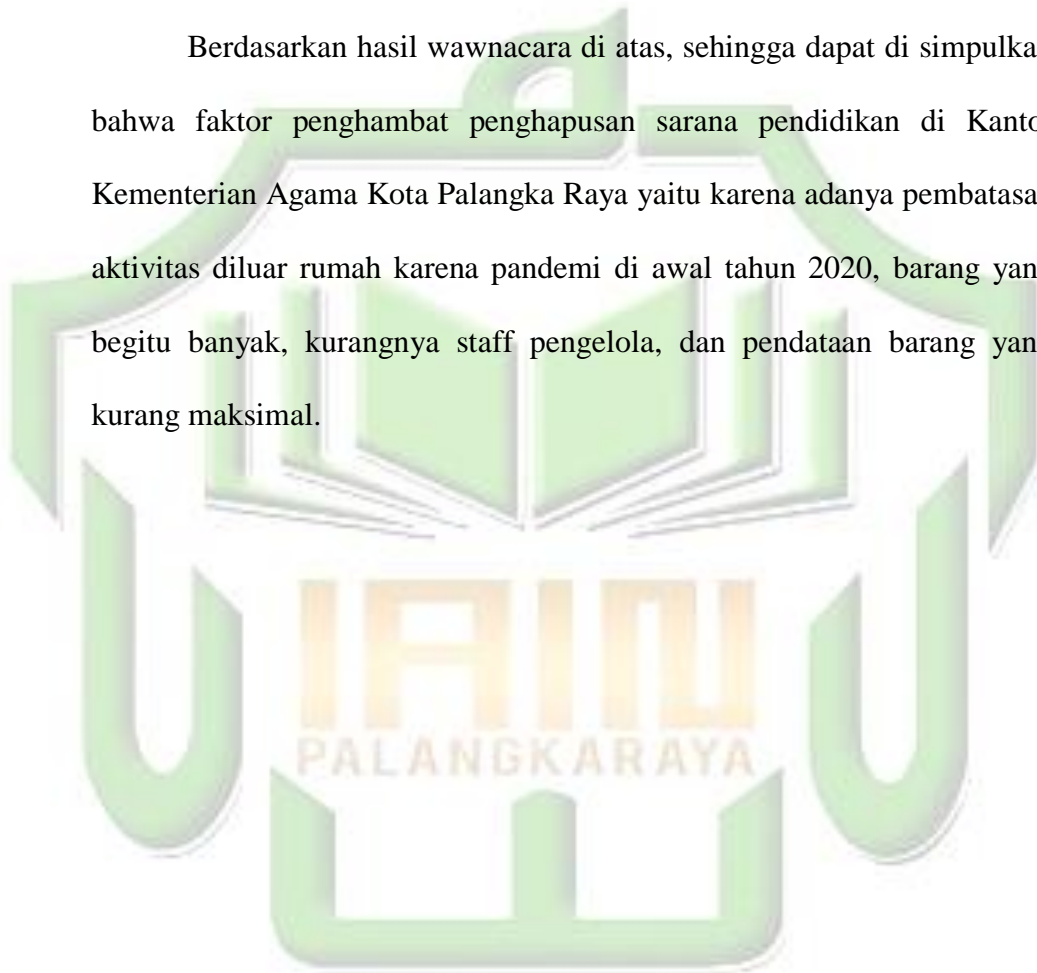 Berdasarkan hasil wawnacara di atas, sehingga dapat di simpulka
bahwa faktor penghambat penghapusan sarana pendidikan di Kanto
Kementerian Agama Kota Palangka Raya yaitu karena adanya pembatasa
aktivitas diluar rumah karena pandemi di awal tahun 2020, barang yan
begitu banyak, kurangnya staff pengelola, dan pendataan barang yan
kurang maksimal.
IAIN
PALANGKARAYA